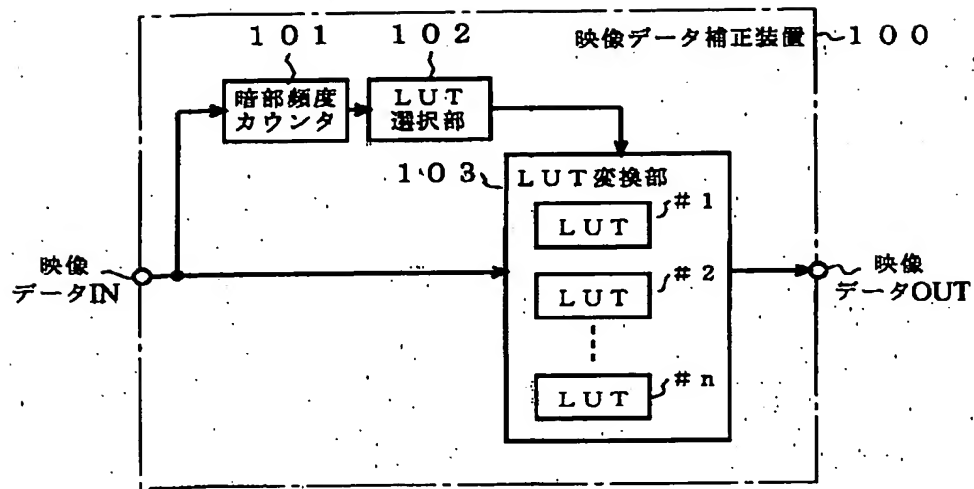 101
102
映像データ補正装置
100
暗部頻度
カウンタ
LUT
選択部
103
LUT変換部
LUT
#1
LUT
#2
LUT
#n
映像
データIN
映像
データOUT